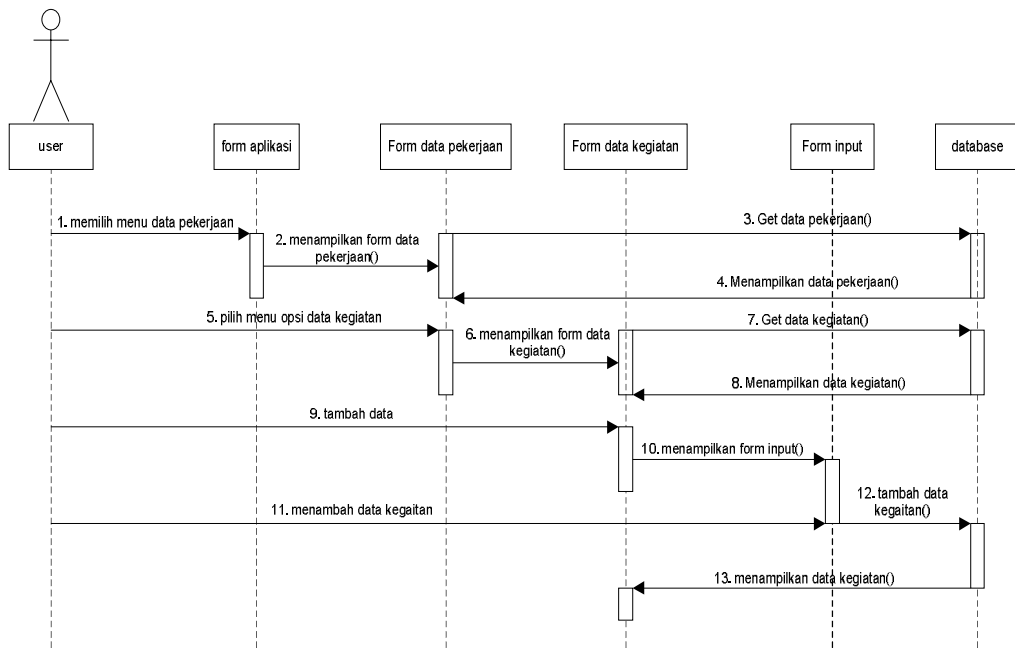 user
form aplikasi
Form data pekerjaan
Form data kegiatan
Form input
database
1. memilih menu data pekerjaan
3. Get data pekerjaan()
2. menampilkan form data
pekerjaan()
4. Menampilkan data pekerjaan()
5. pilih menu opsi data kegiatan
7. Get data kegiatan()
6. menampilkan form data
kegiatan()
8. Menampilkan data kegiatan()
9. tambah data
10. menampilkan form input()
11. menambah data kegaitan
12. tambah data
kegaitan()
13. menampilkan data kegiatan()